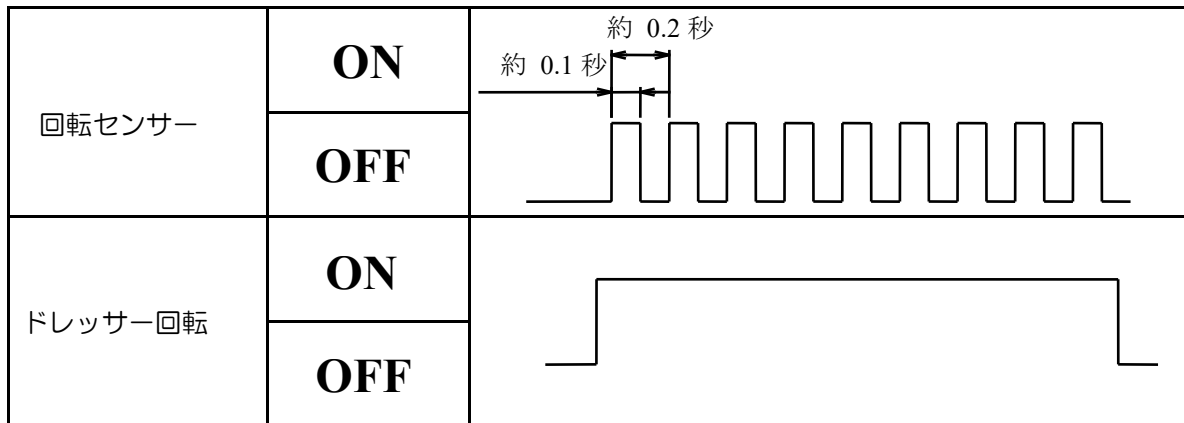 回転センサー
ON
OFF
約 0.2 秒
約 0.1 秒
ドレッサー回転
ON
OFF